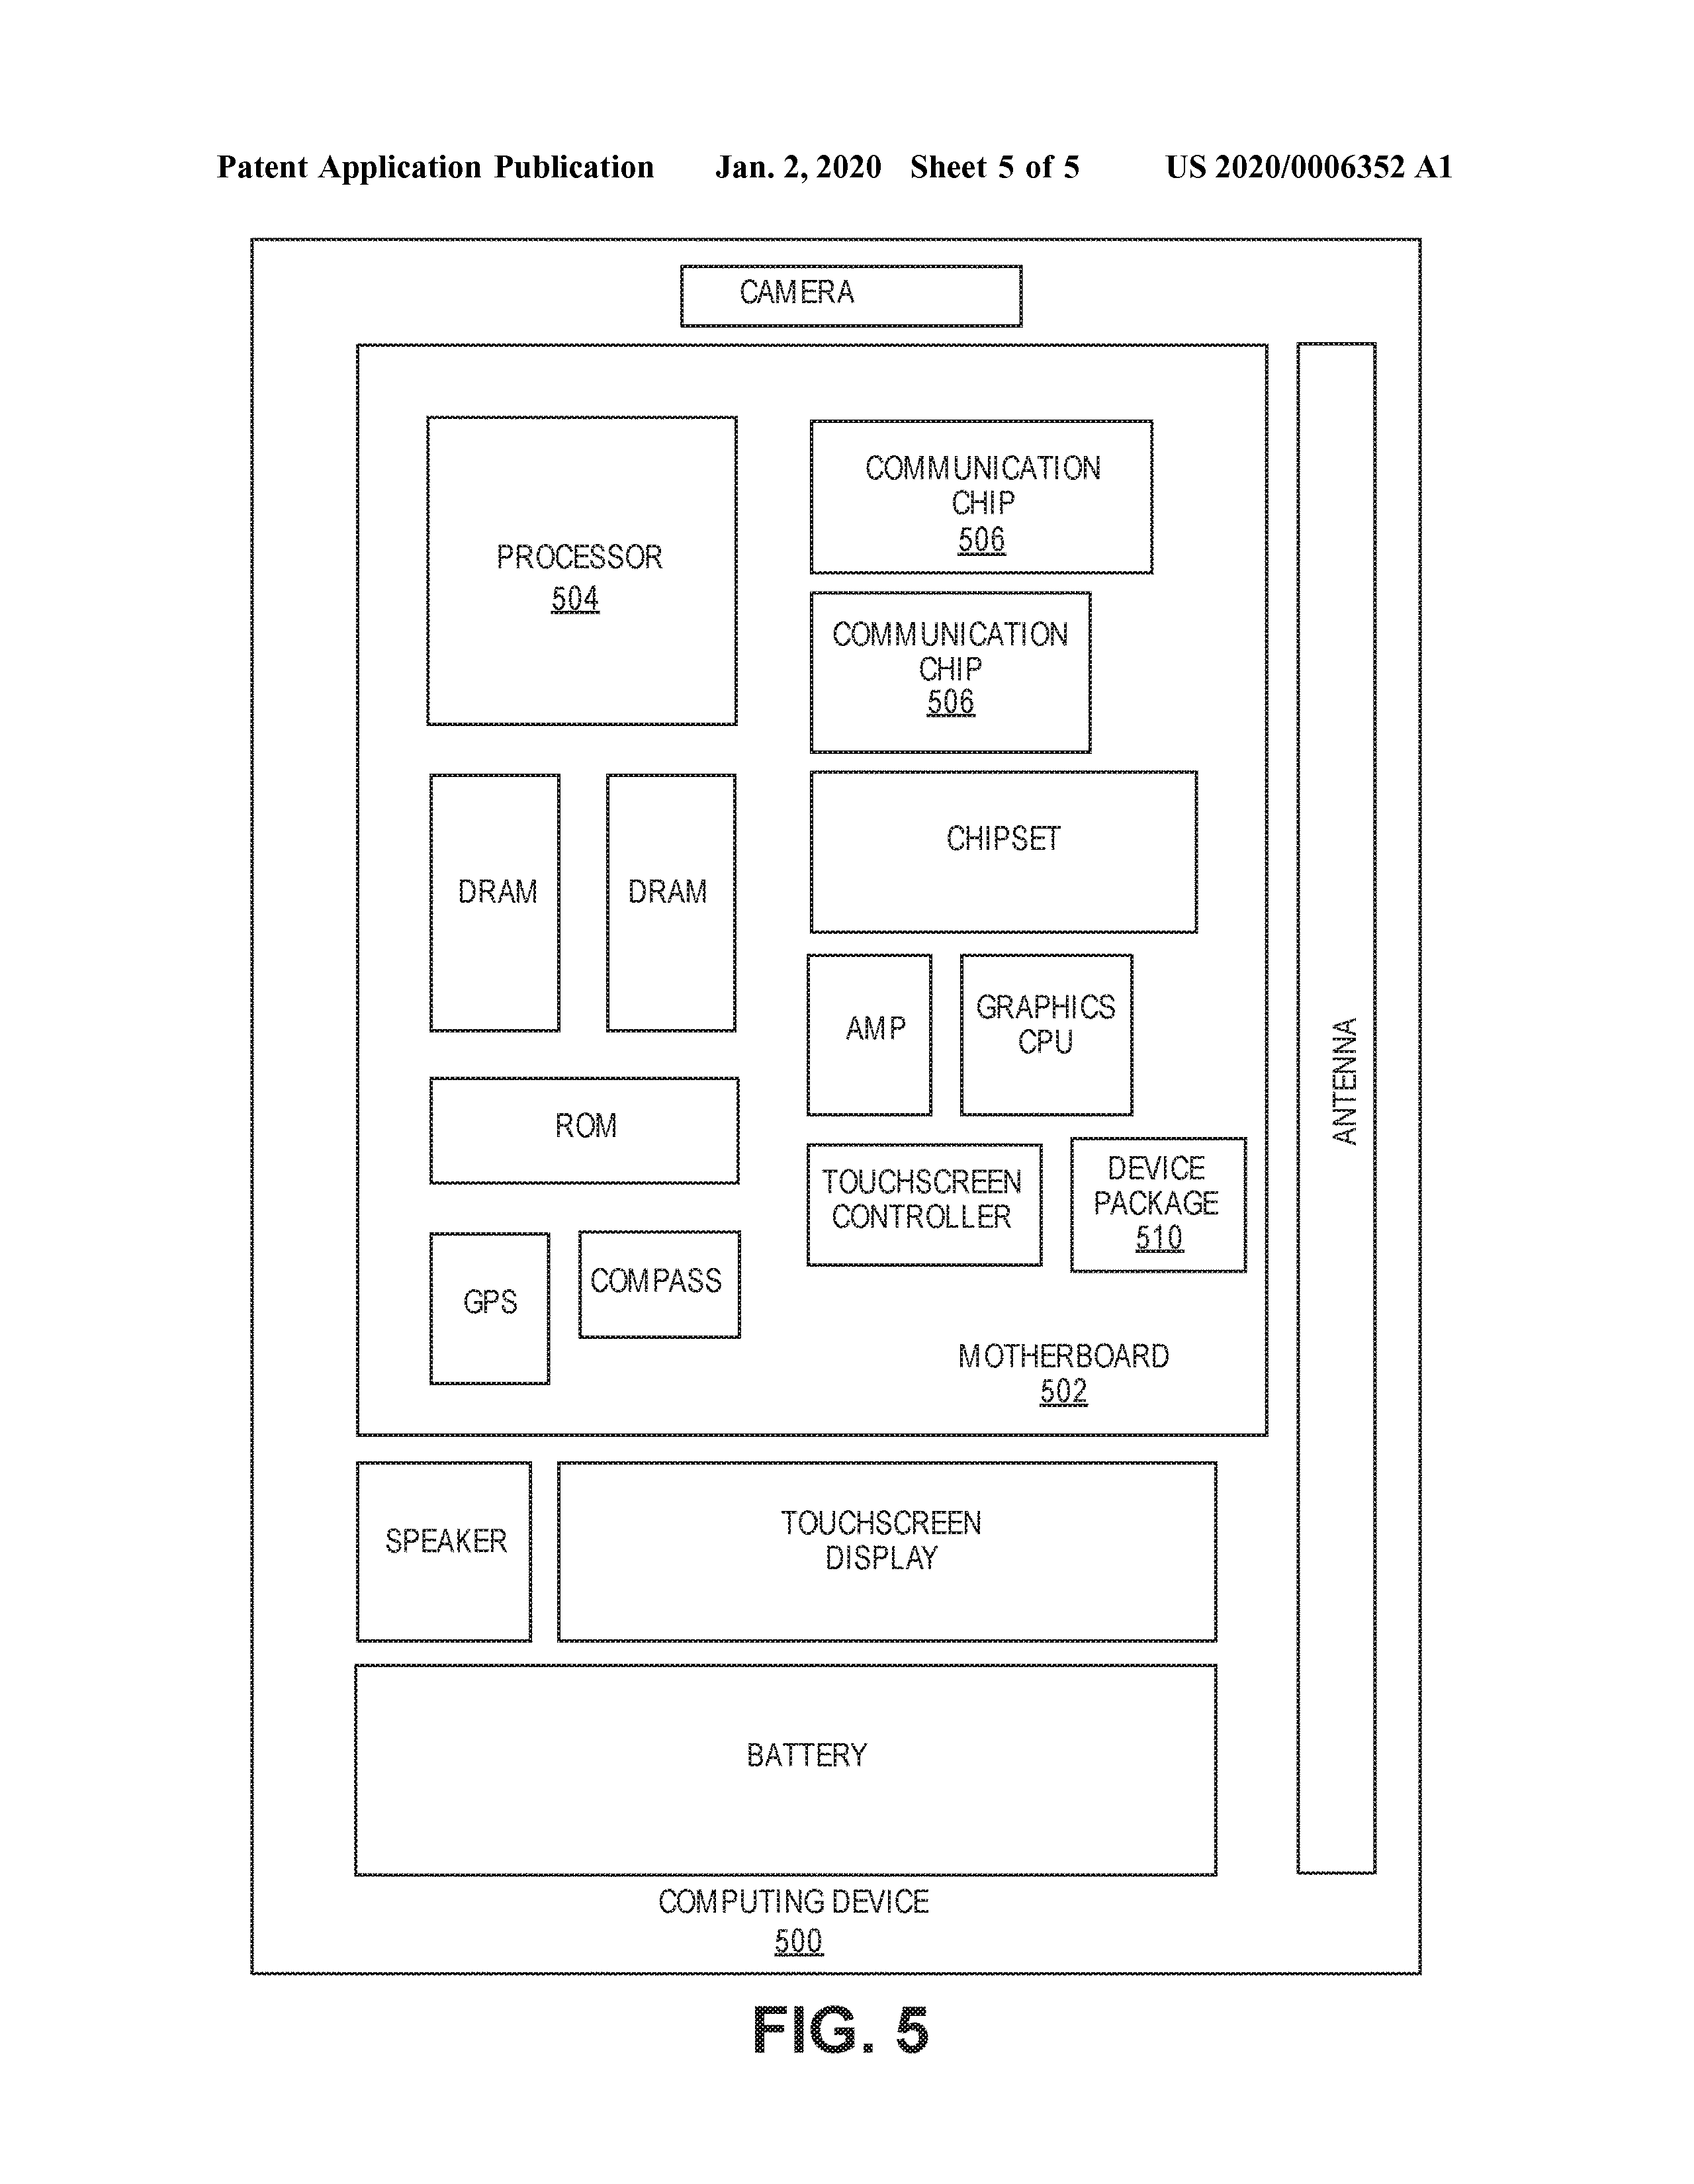 Patent Application Publication Jan. 2, 2020 Sheet 5 of 5 US 2020/0006352 A1
CAMERA
PROCESSOR
504
COMMUNICATION
CHIP
506
COMMUNICATION
CHIP
506
DRAM
DRAM
CHIPSET
AMP
GRAPHICS
CPU
ROM
TOUCHSCREEN
CONTROLLER
DEVICE
PACKAGE
510
GPS
COMPASS
MOTHERBOARD
502
ANTENNA
SPEAKER
TOUCHSCREEN
DISPLAY
BATTERY
COMPUTING DEVICE
500
FIG. 5